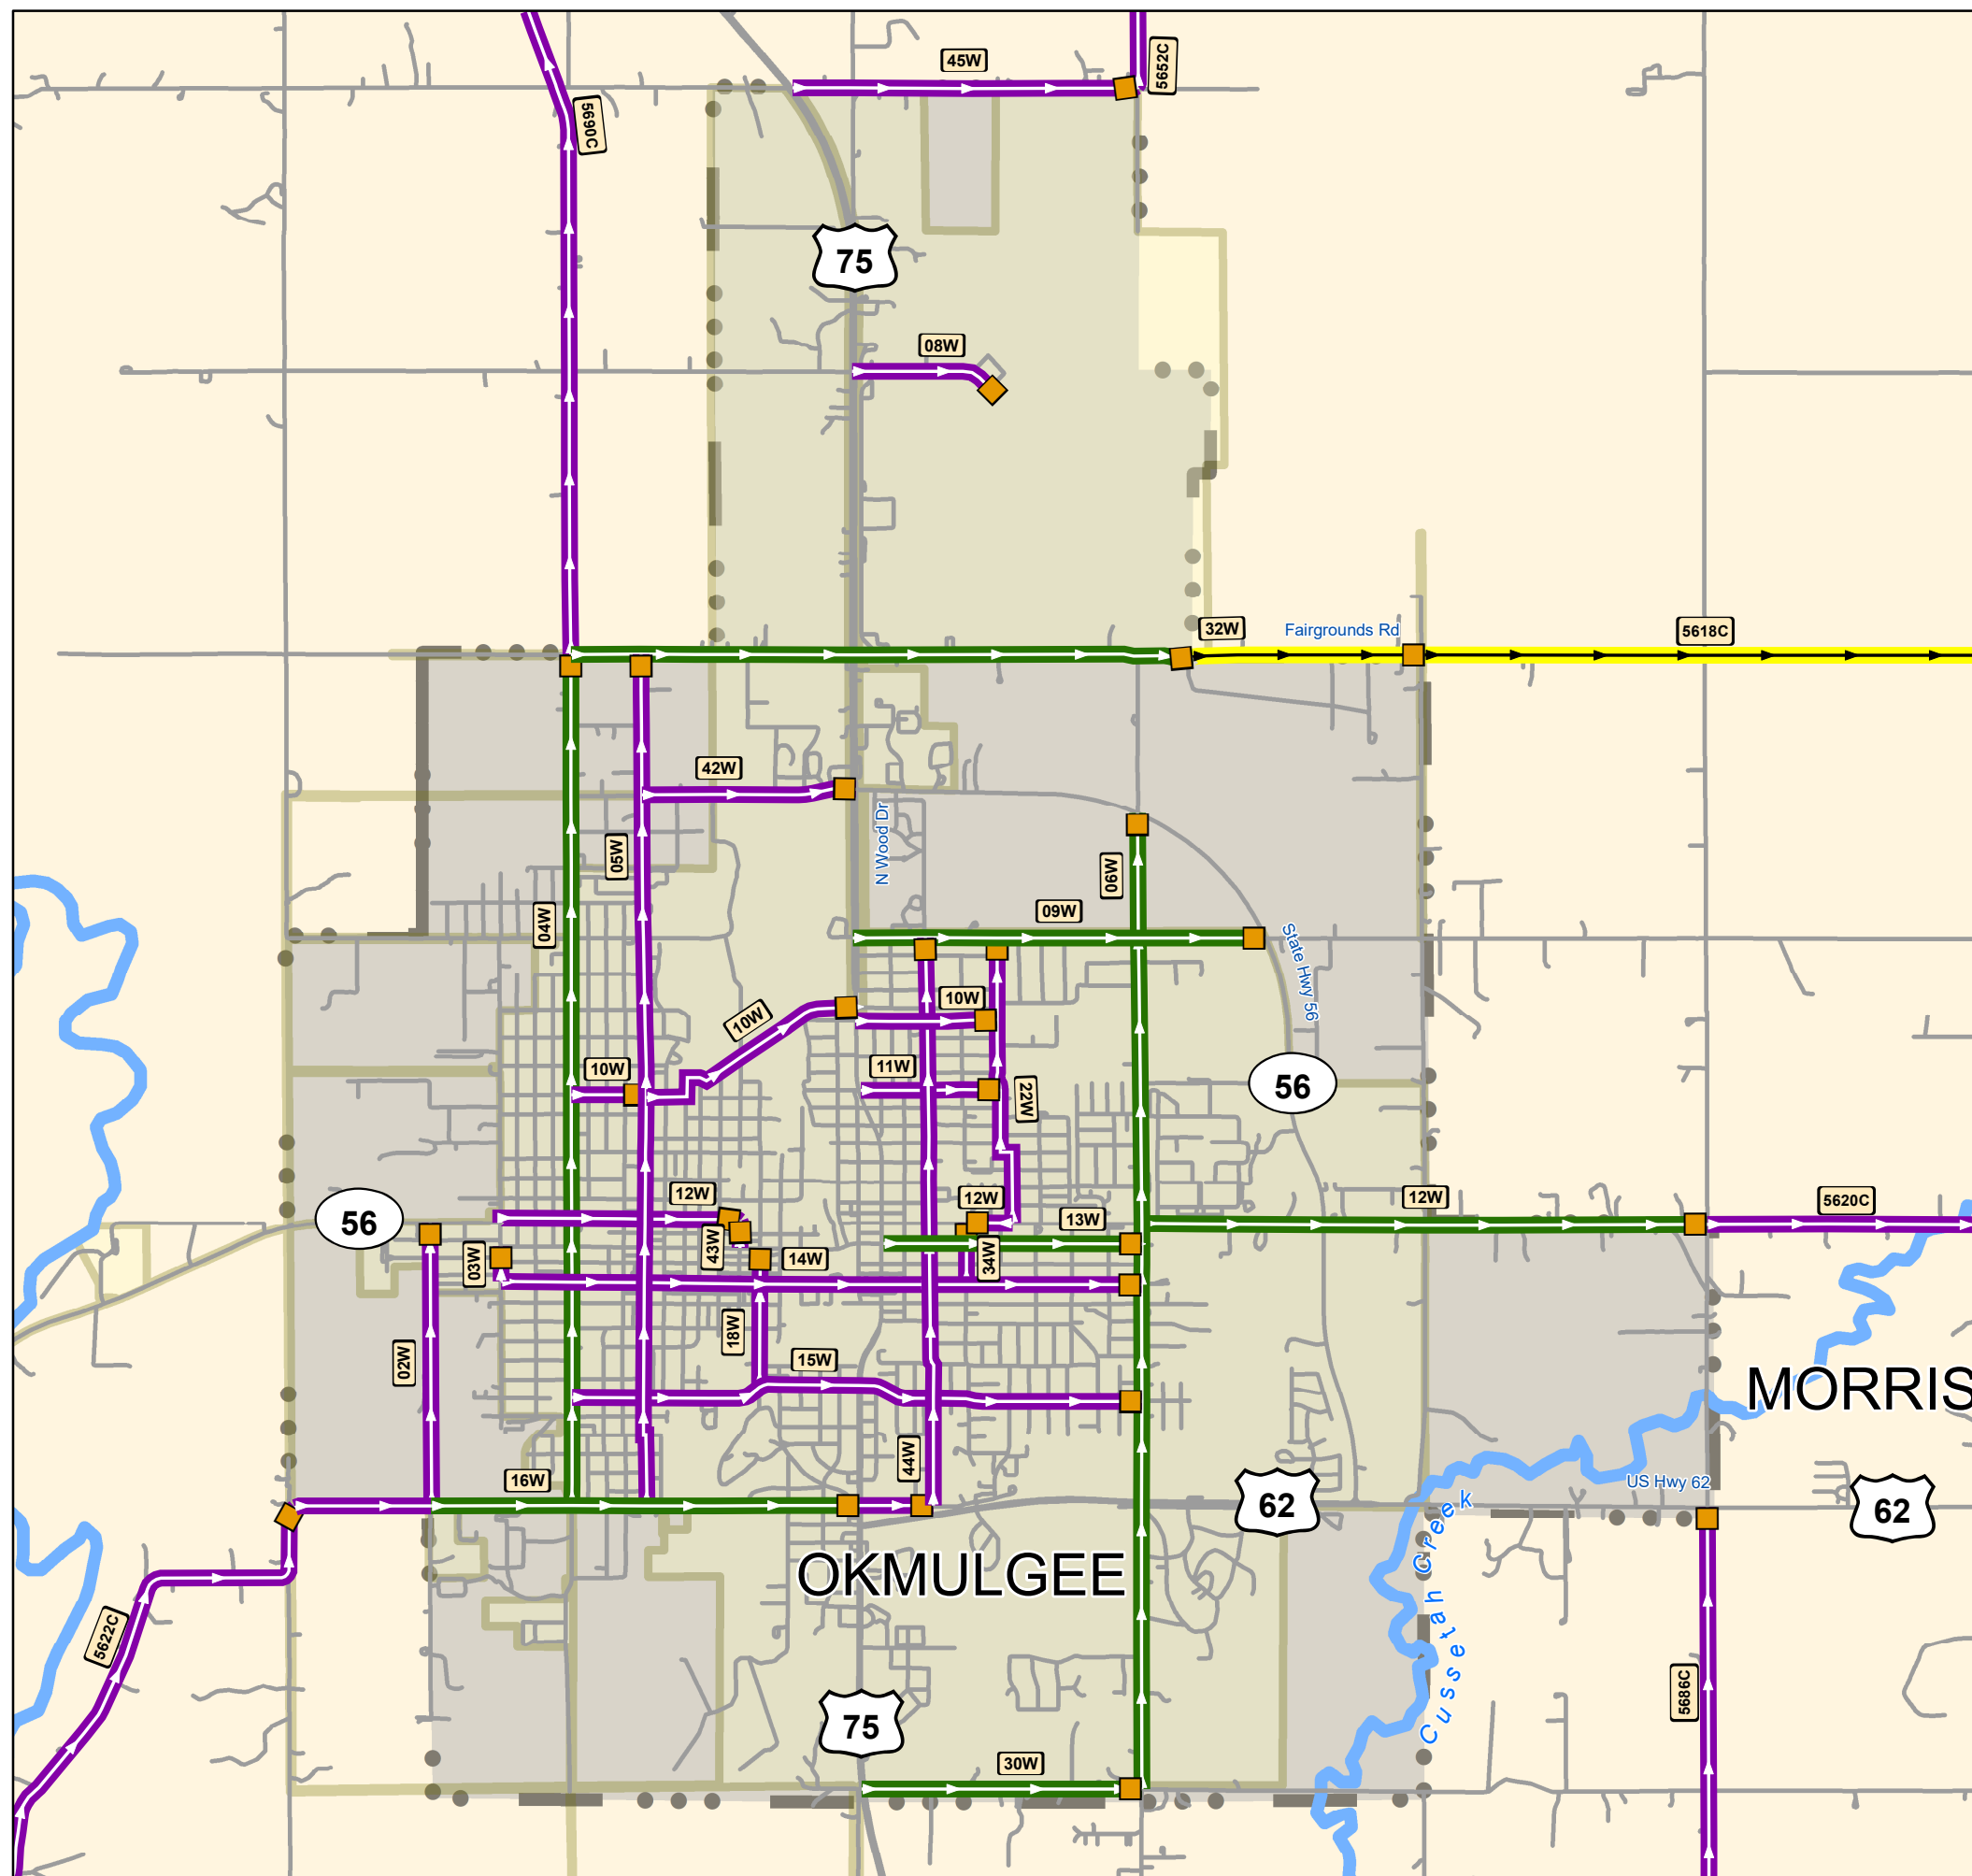 45W
5652C
5690C
75
08W
32W
Fairgrounds Rd
5618C
42W
N Wood Dr
05W
06W
04W
09W
State Hwy 56
10W
10W
10W
11W
22W
56
56
12W
12W
12W
5620C
13W
03W
43W
14W
34W
18W
02W
15W
MORRIS
44W
16W
62
US Hwy 62
62
OKMULGEE
Cussetah Creek
5622C
5686C
75
30W